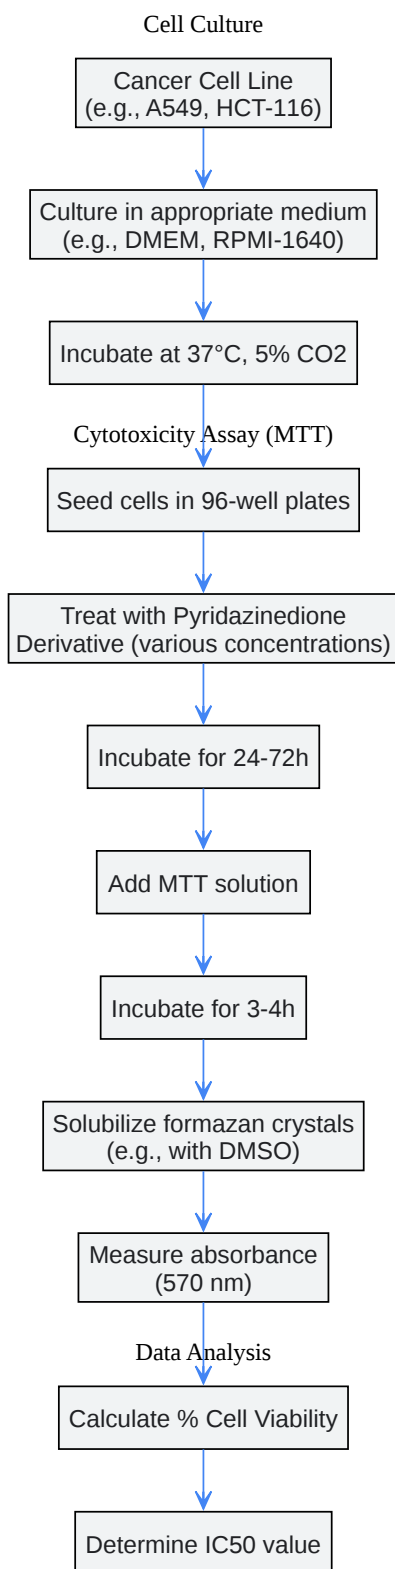 Cell Culture
Cancer Cell Line
(e.g., A549, HCT-116)
Culture in appropriate medium
(e.g., DMEM, RPMI-1640)
Incubate at 37°C, 5% CO2
Cytotoxicity Assay (MTT)
Seed cells in 96-well plates
Treat with Pyridazinedione
Derivative (various concentrations)
Incubate for 24-72h
Add MTT solution
Incubate for 3-4h
Solubilize formazan crystals
(e.g., with DMSO)
Measure absorbance
(570 nm)
Data Analysis
Calculate % Cell Viability
Determine IC50 value